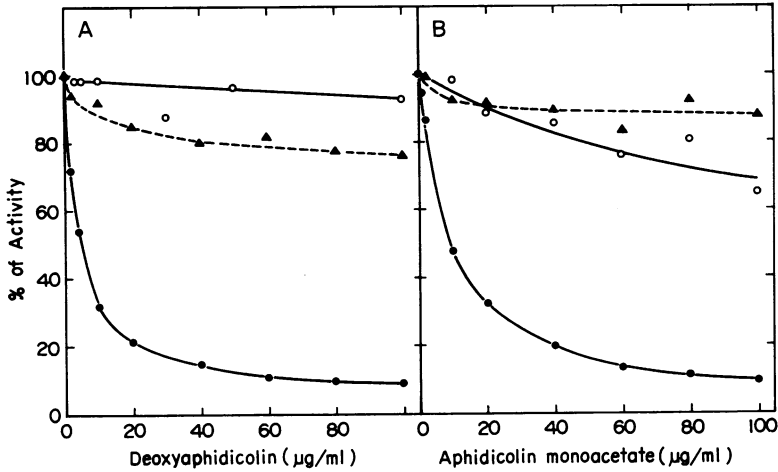 A
B
100
80
60
40
20
0
% of Activity
0 20 40 60 80
0 20 40 60 80 100
Deoxyaphidicolin (μg/ml)
Aphidicolin monoacetate (μg/ml)